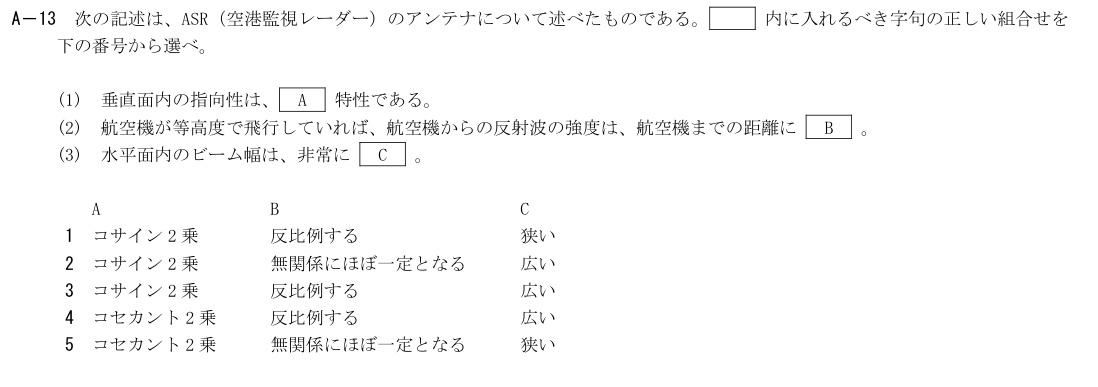 A－13　次の記述は、ASR（空港監視レーダー）のアンテナについて述べたものである。　　　内に入れるべき字句の正しい組合せを
下の番号から選べ。
(1)　垂直面内の指向性は、　A　特性である。
(2)　航空機が等高度で飛行していれば、航空機からの反射波の強度は、航空機までの距離に　B　。
(3)　水平面内のビーム幅は、非常に　C　。
A　B　C
1　コサイン２乗　反比例する　狭い
2　コサイン２乗　無関係にほぼ一定となる　広い
3　コサイン２乗　反比例する　広い
4　コセカント２乗　反比例する　広い
5　コセカント２乗　無関係にほぼ一定となる　狭い